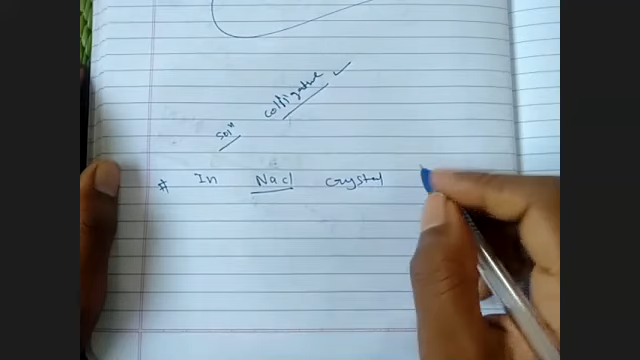 colligative ✓
solⁿ
# In Nacl crystal